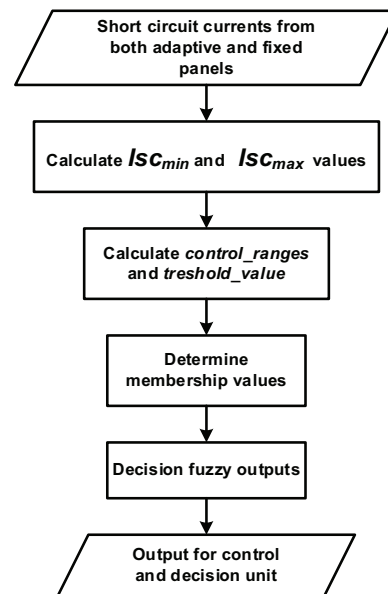 Short circuit currents from
both adaptive and fixed
panels
Calculate Isc_min and Isc_max values
Calculate control_ranges
and treshold_value
Determine
membership values
Decision fuzzy outputs
Output for control
and decision unit